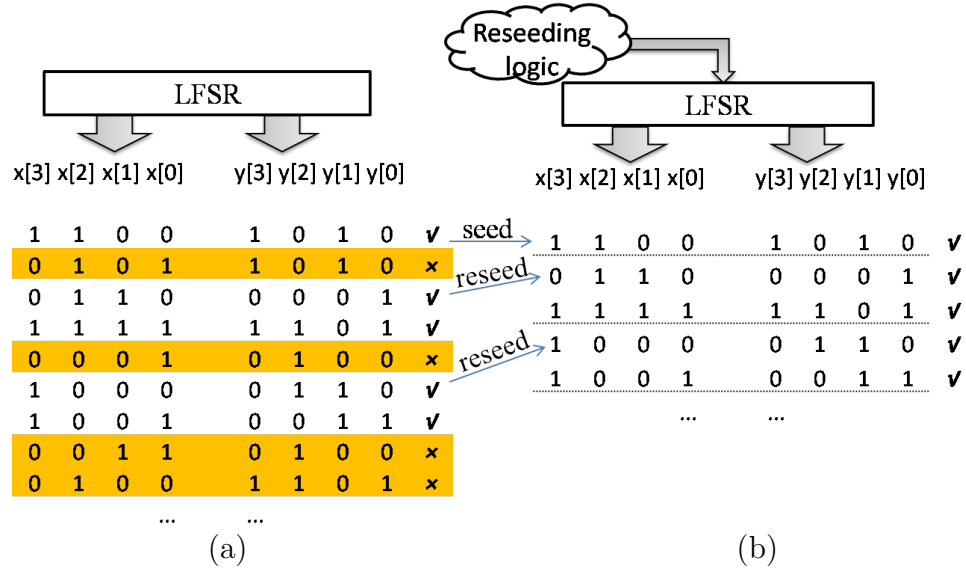 Reseeding
logic
LFSR
x[3] x[2] x[1] x[0] y[3] y[2] y[1] y[0]
1 1 0 0 1 0 1 0 √
0 1 0 1 1 0 1 0 ×
0 1 1 0 0 0 0 1 √
1 1 1 1 1 1 0 1 √
0 0 0 1 0 1 0 0 ×
1 0 0 0 0 1 1 0 √
1 0 0 1 0 0 1 1 √
0 0 1 1 0 1 0 0 ×
0 1 0 0 1 1 0 1 ×
... ...
(a)
seed
reseed
reseed
LFSR
x[3] x[2] x[1] x[0] y[3] y[2] y[1] y[0]
1 1 0 0 1 0 1 0 √
0 1 1 0 0 0 0 1 √
1 1 1 1 1 1 0 1 √
1 0 0 0 0 1 1 0 √
1 0 0 1 0 0 1 1 √
... ...
(b)